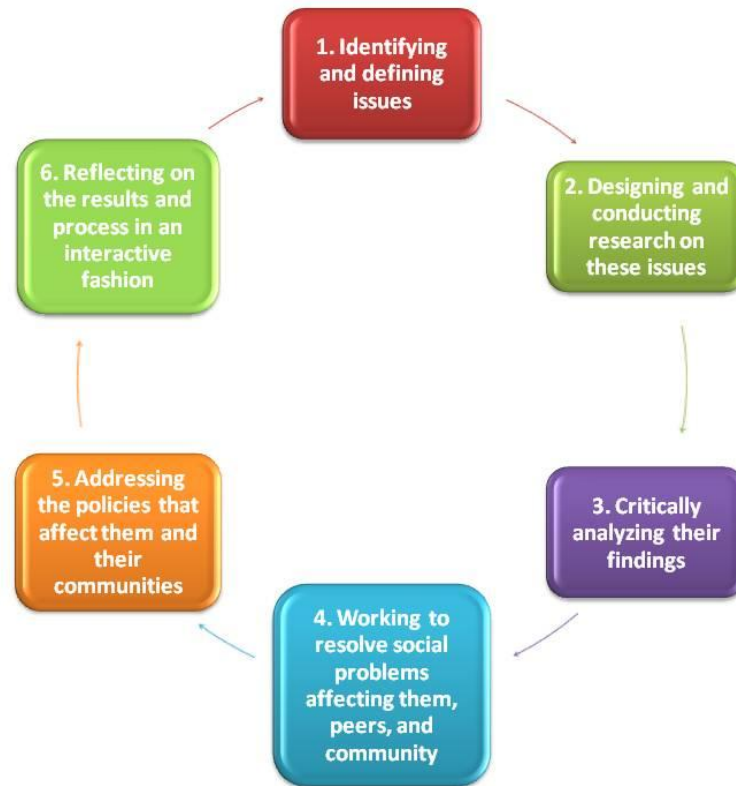 1. Identifying
and defining
issues
2. Designing and
conducting
research on
these issues
3. Critically
analyzing their
findings
4. Working to
resolve social
problems
affecting them,
peers, and
community
5. Addressing
the policies that
affect them and
their
communities
6. Reflecting on
the results and
process in an
interactive
fashion